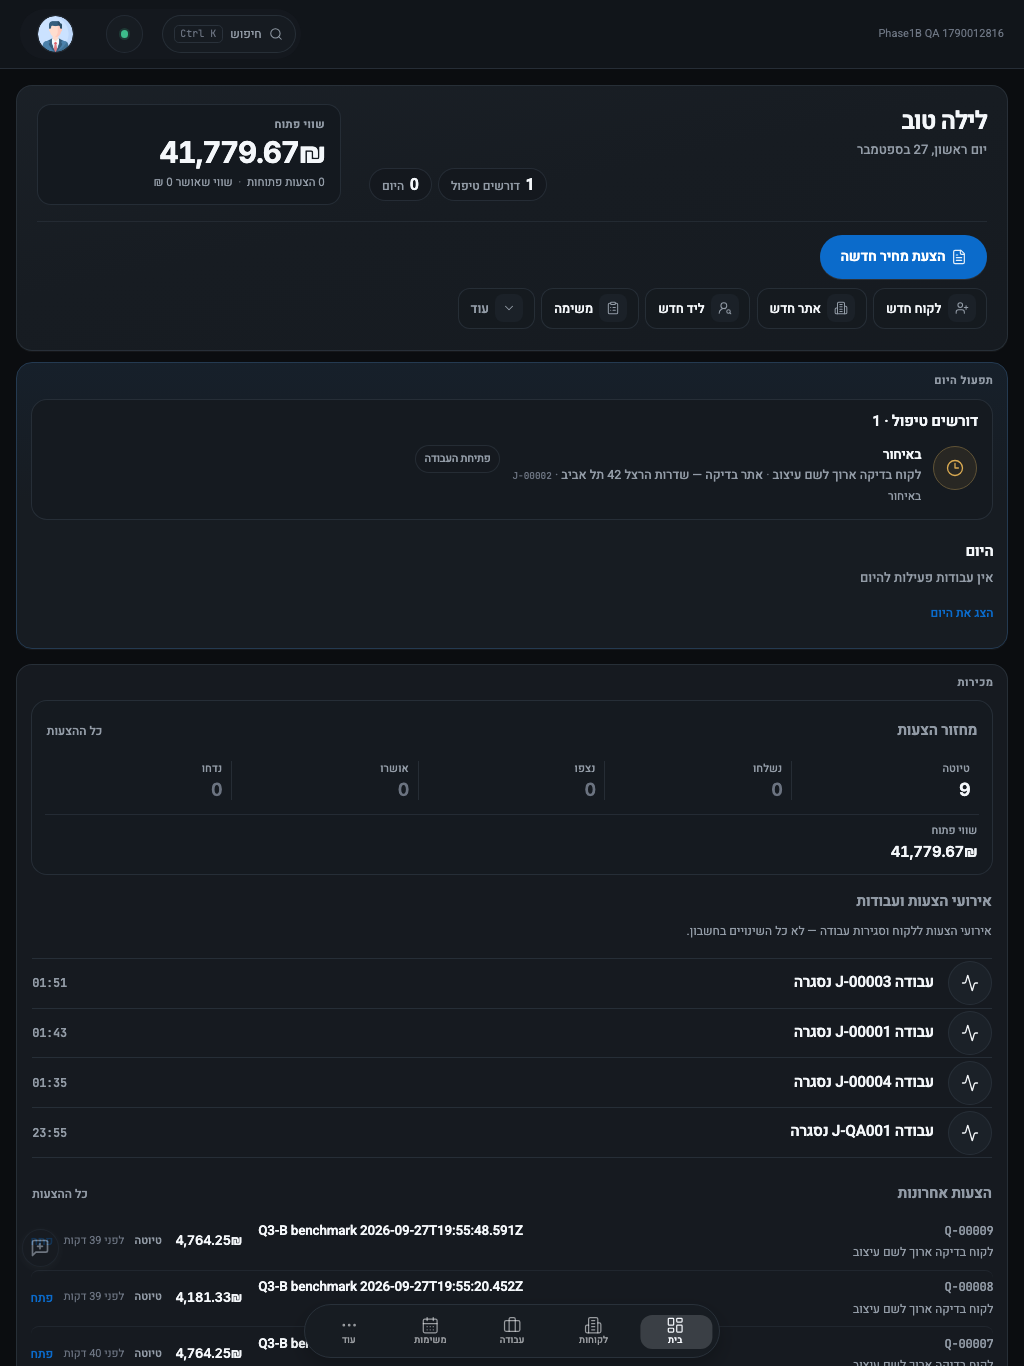 Phase1B QA 1790012816
חיפוש Ctrl K
לילה טוב
יום ראשון, 27 בספטמבר
1 דורשים טיפול
0 היום
שווי פתוח
41,779.67₪
0 הצעות פתוחות · שווי שאושר 0 ₪
הצעת מחיר חדשה
לקוח חדש
אתר חדש
ליד חדש
משימה
עוד
תפעול היום
דורשים טיפול · 1
באיחור
לקוח בדיקה ארוך לשם עיצוב · אתר בדיקה — שדרות הרצל 42 תל אביב · J-00002
באיחור
פתיחת העבודה
היום
אין עבודות פעילות להיום
הצג את היום
מכירות
מחזור הצעות
כל ההצעות
טיוטה
9
נשלחו
0
נצפו
0
אושרו
0
נדחו
0
שווי פתוח
41,779.67₪
אירועי הצעות ועבודות
אירועי הצעות ללקוח וסגירות עבודה — לא כל השינויים בחשבון.
עבודה J-00003 נסגרה 01:51
עבודה J-00001 נסגרה 01:43
עבודה J-00004 נסגרה 01:35
עבודה J-QA001 נסגרה 23:55
הצעות אחרונות
כל ההצעות
Q-00009
לקוח בדיקה ארוך לשם עיצוב
Q3-B benchmark 2026-09-27T19:55:48.591Z
4,764.25₪ טיוטה לפני 39 דקות
Q-00008
לקוח בדיקה ארוך לשם עיצוב
Q3-B benchmark 2026-09-27T19:55:20.452Z
4,181.33₪ טיוטה לפני 39 דקות פתח
Q-00007
לקוח בדיקה ארוך לשם עיצוב
Q3-B
4,764.25₪ טיוטה לפני 40 דקות פתח
בית
לקוחות
עבודה
משימות
עוד